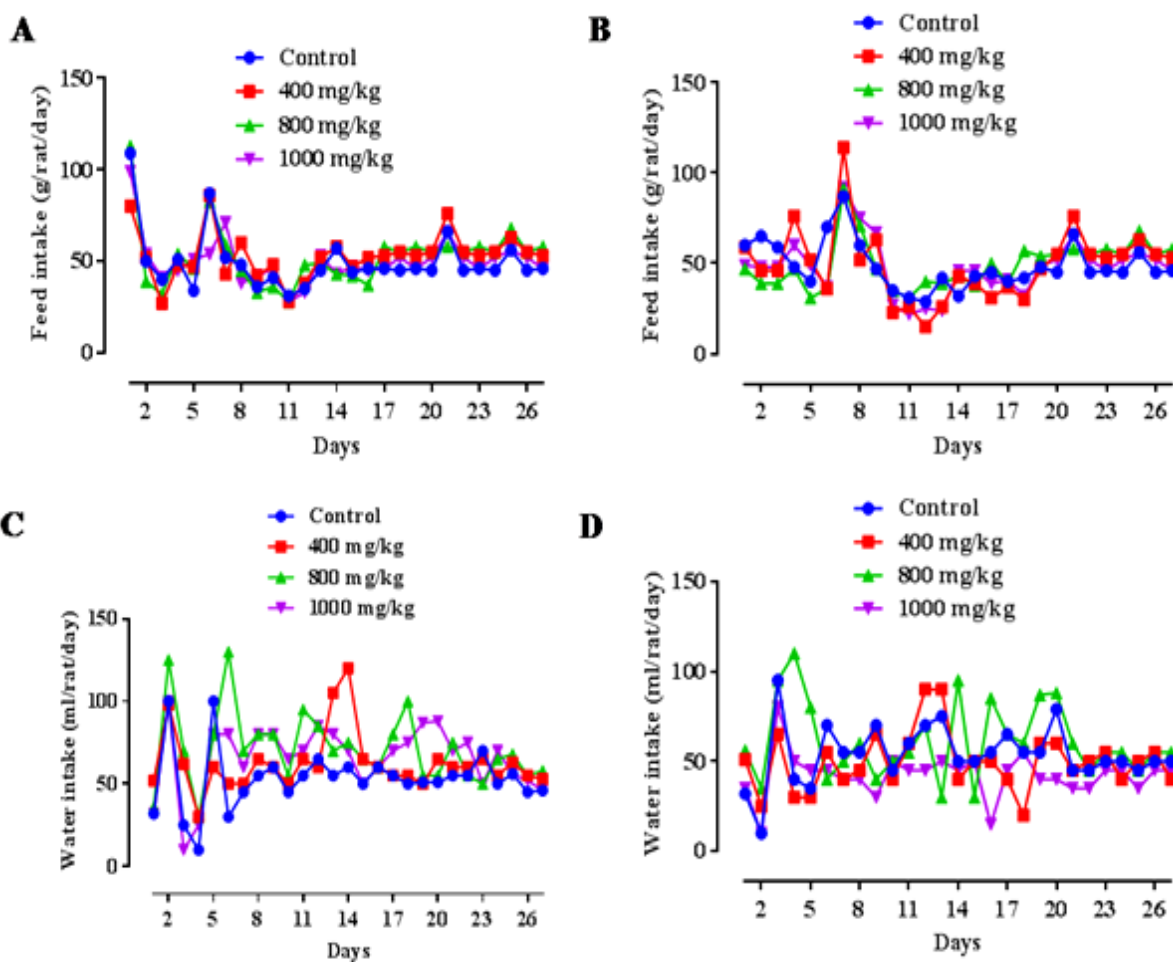 A
Control
400 mg/kg
800 mg/kg
1000 mg/kg
Feed intake (g/rat/day)
150
100
50
0
2 5 8 11 14 17 20 23 26
Days
B
Control
400 mg/kg
800 mg/kg
1000 mg/kg
Feed intake (g/rat/day)
150
100
50
0
2 5 8 11 14 17 20 23 26
Days
C
Control
400 mg/kg
800 mg/kg
1000 mg/kg
Water intake (ml/rat/day)
150
100
50
0
2 5 8 11 14 17 20 23 26
Days
D
Control
400 mg/kg
800 mg/kg
1000 mg/kg
Water intake (ml/rat/day)
150
100
50
0
2 5 8 11 14 17 20 23 26
Days